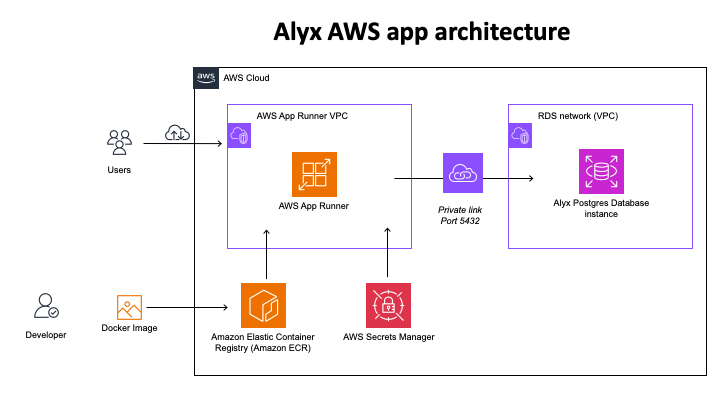 Alyx AWS app architecture
aws
AWS Cloud
AWS App Runner VPC
RDS network (VPC)
Users
AWS App Runner
Private link
Port 5432
Alyx Postgres Database
instance
Developer
Docker Image
Amazon Elastic Container
Registry (Amazon ECR)
AWS Secrets Manager